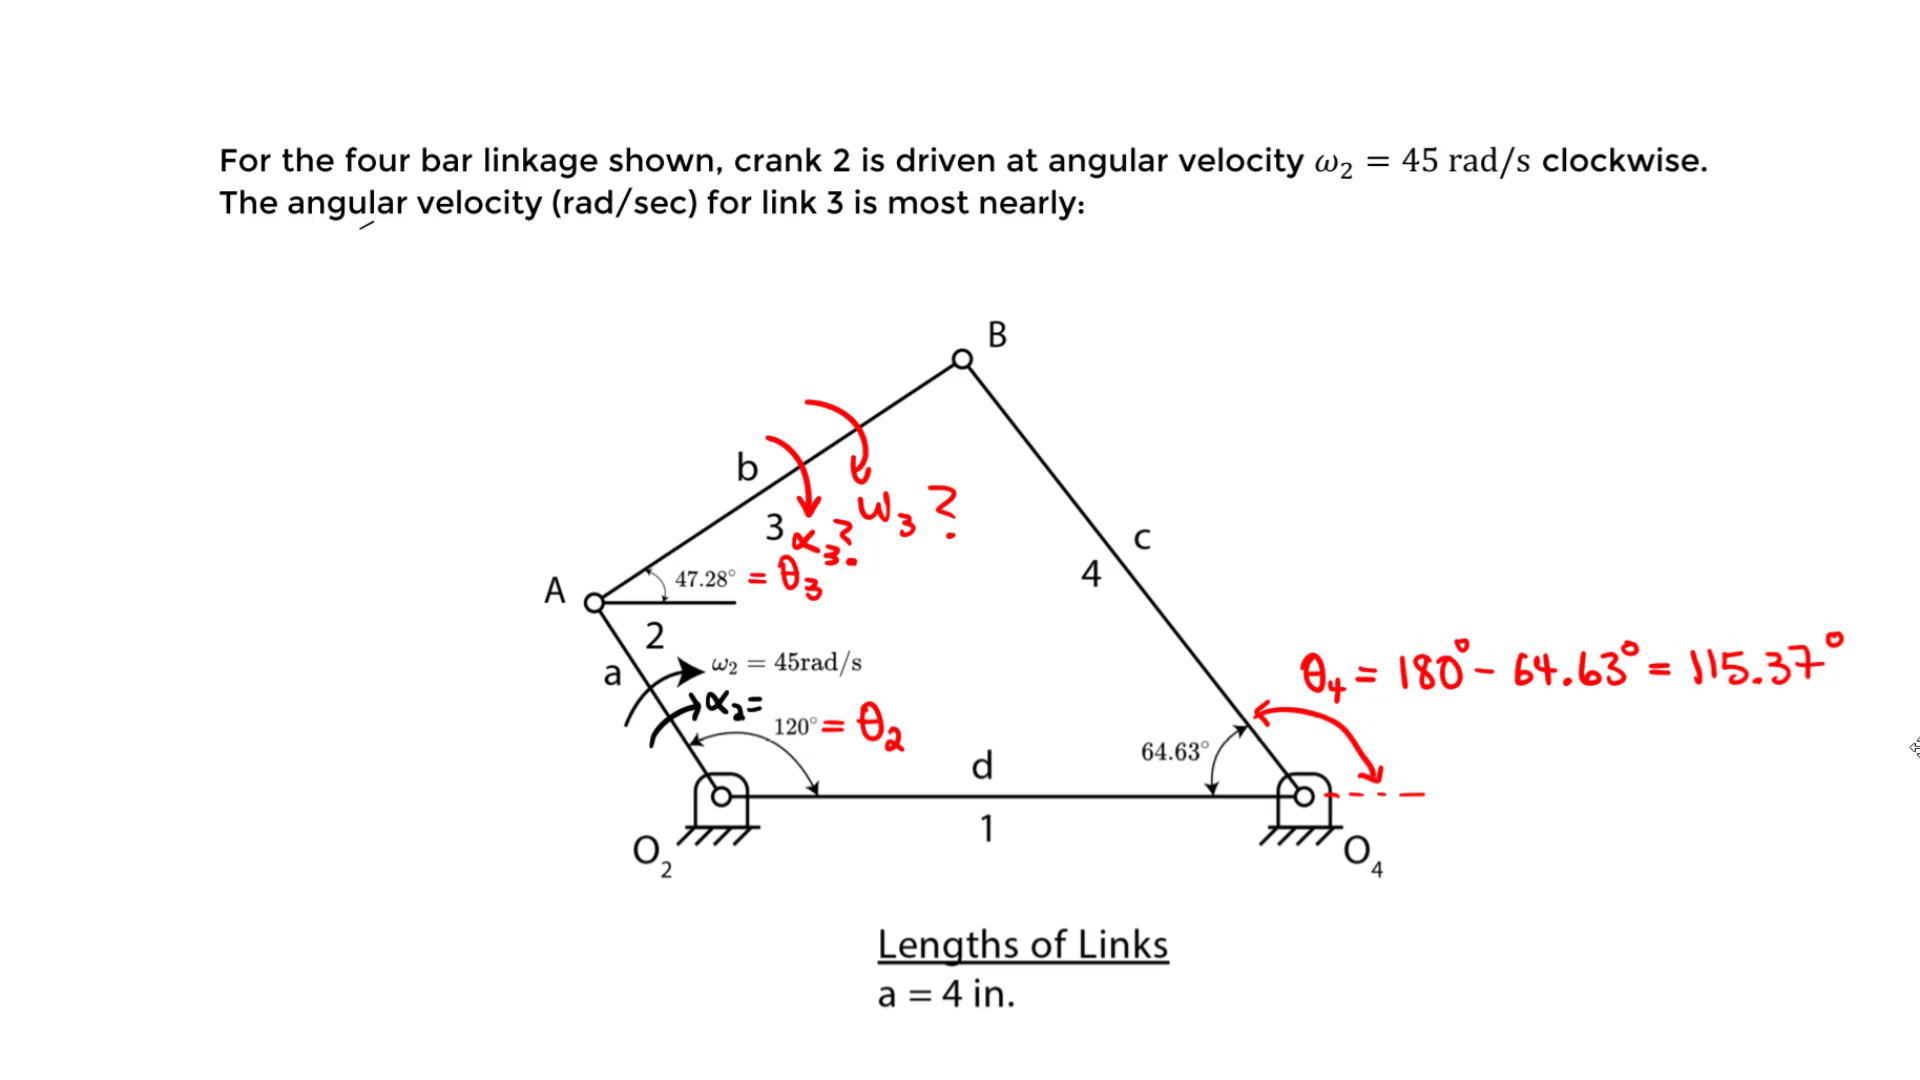 For the four bar linkage shown, crank 2 is driven at angular velocity ω₂ = 45 rad/s clockwise.
The angular velocity (rad/sec) for link 3 is most nearly:
B
b
ω₃ ?
3
α₃?
c
4
A
47.28° = θ₃
2
a
ω₂ = 45rad/s
θ₄ = 180° - 64.63° = 115.37°
α₂=
120° = θ₂
64.63°
d
1
O₂
O₄
Lengths of Links
a = 4 in.